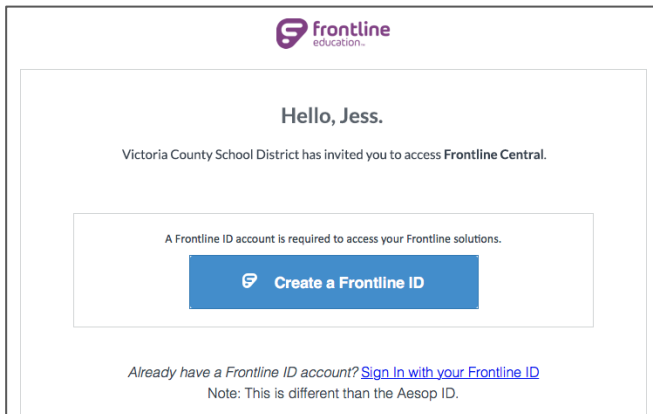 frontline
education™
Hello, Jess.
Victoria County School District has invited you to access Frontline Central.
A Frontline ID account is required to access your Frontline solutions.
Create a Frontline ID
Already have a Frontline ID account? Sign In with your Frontline ID
Note: This is different than the Aesop ID.